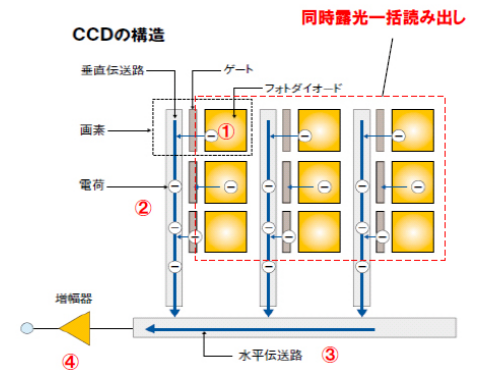 同時露光一括読み出し
CCDの構造
垂直伝送路
ゲート
フォトダイオード
画素
①
電荷
②
増幅器
④
水平伝送路
③